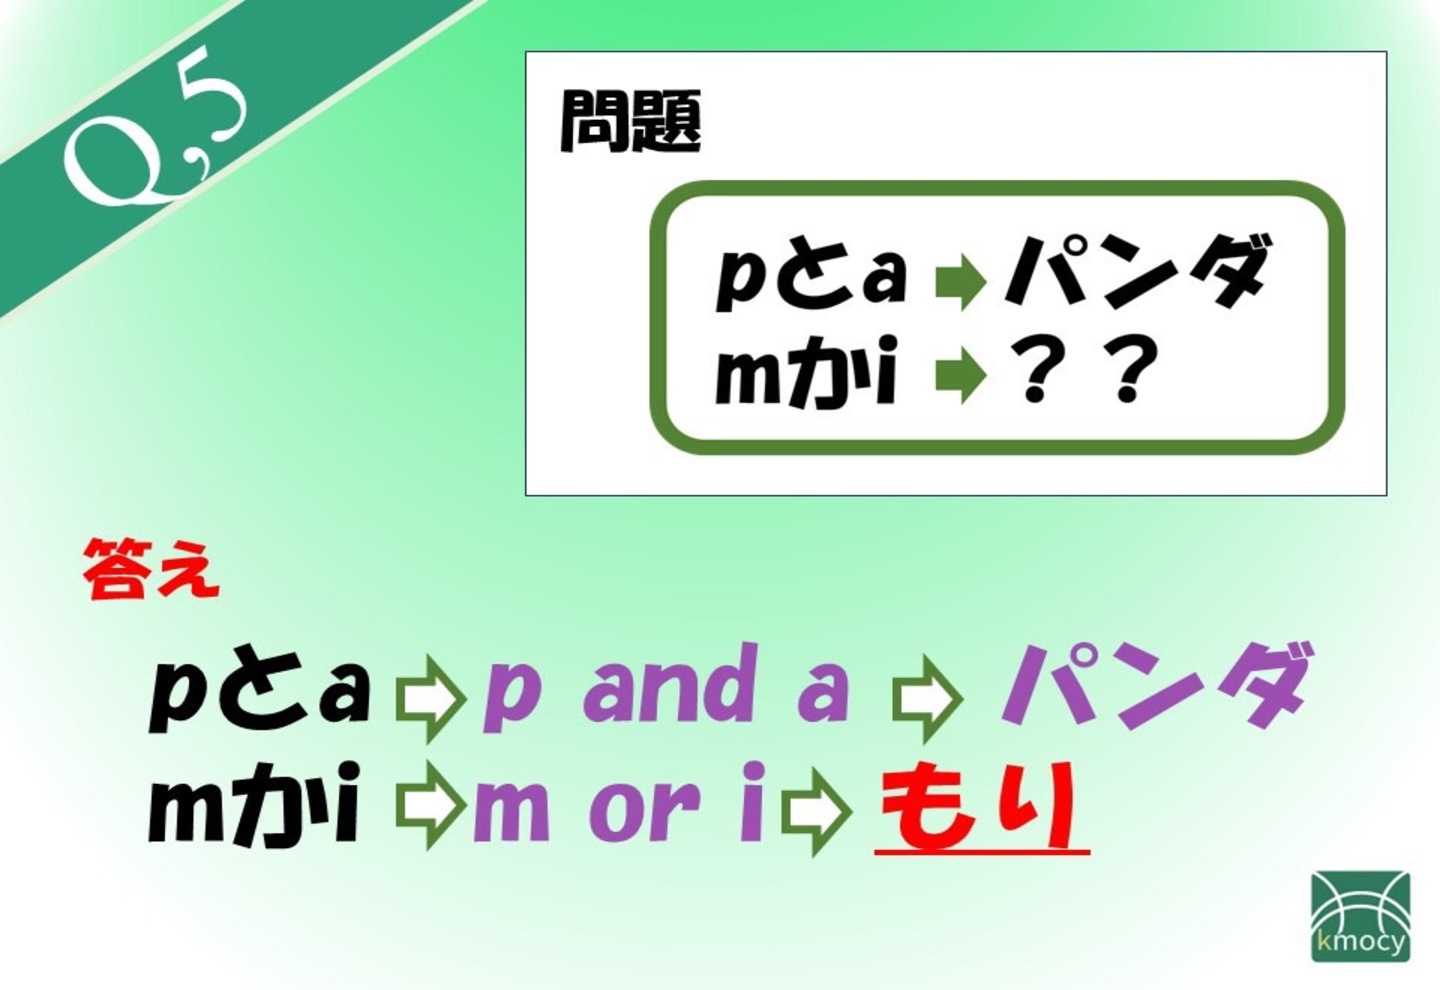 Q,5
問題
pとa パンダ
mかi ？？
答え
pとa p and a パンダ
mかi m or i もり
kmocy